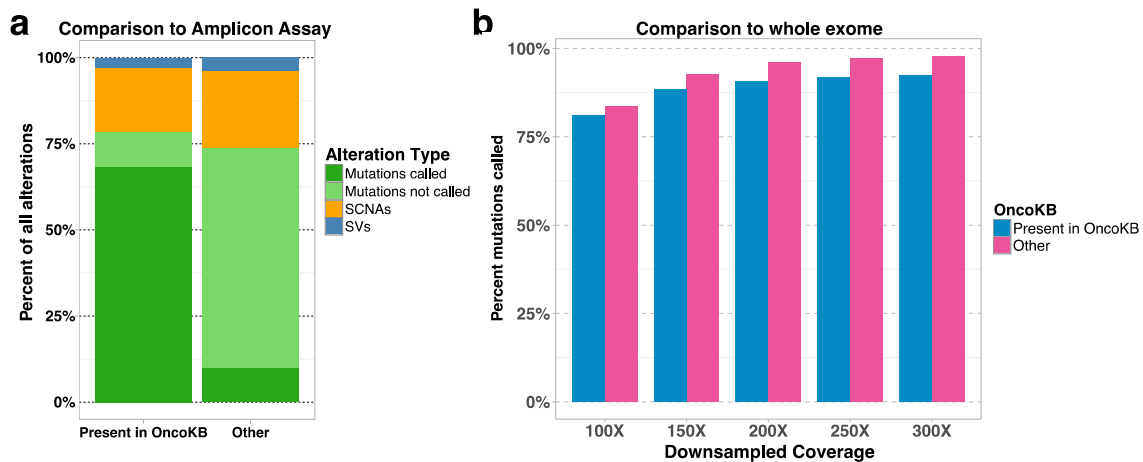 a
Comparison to Amplicon Assay
100%
75%
50%
25%
0%
Percent of all alterations
Present in OncoKB
Other
Alteration Type
Mutations called
Mutations not called
SCNAs
SVs
b
Comparison to whole exome
100%
75%
50%
25%
0%
Percent mutations called
100X
150X
200X
250X
300X
Downsampled Coverage
OncoKB
Present in OncoKB
Other